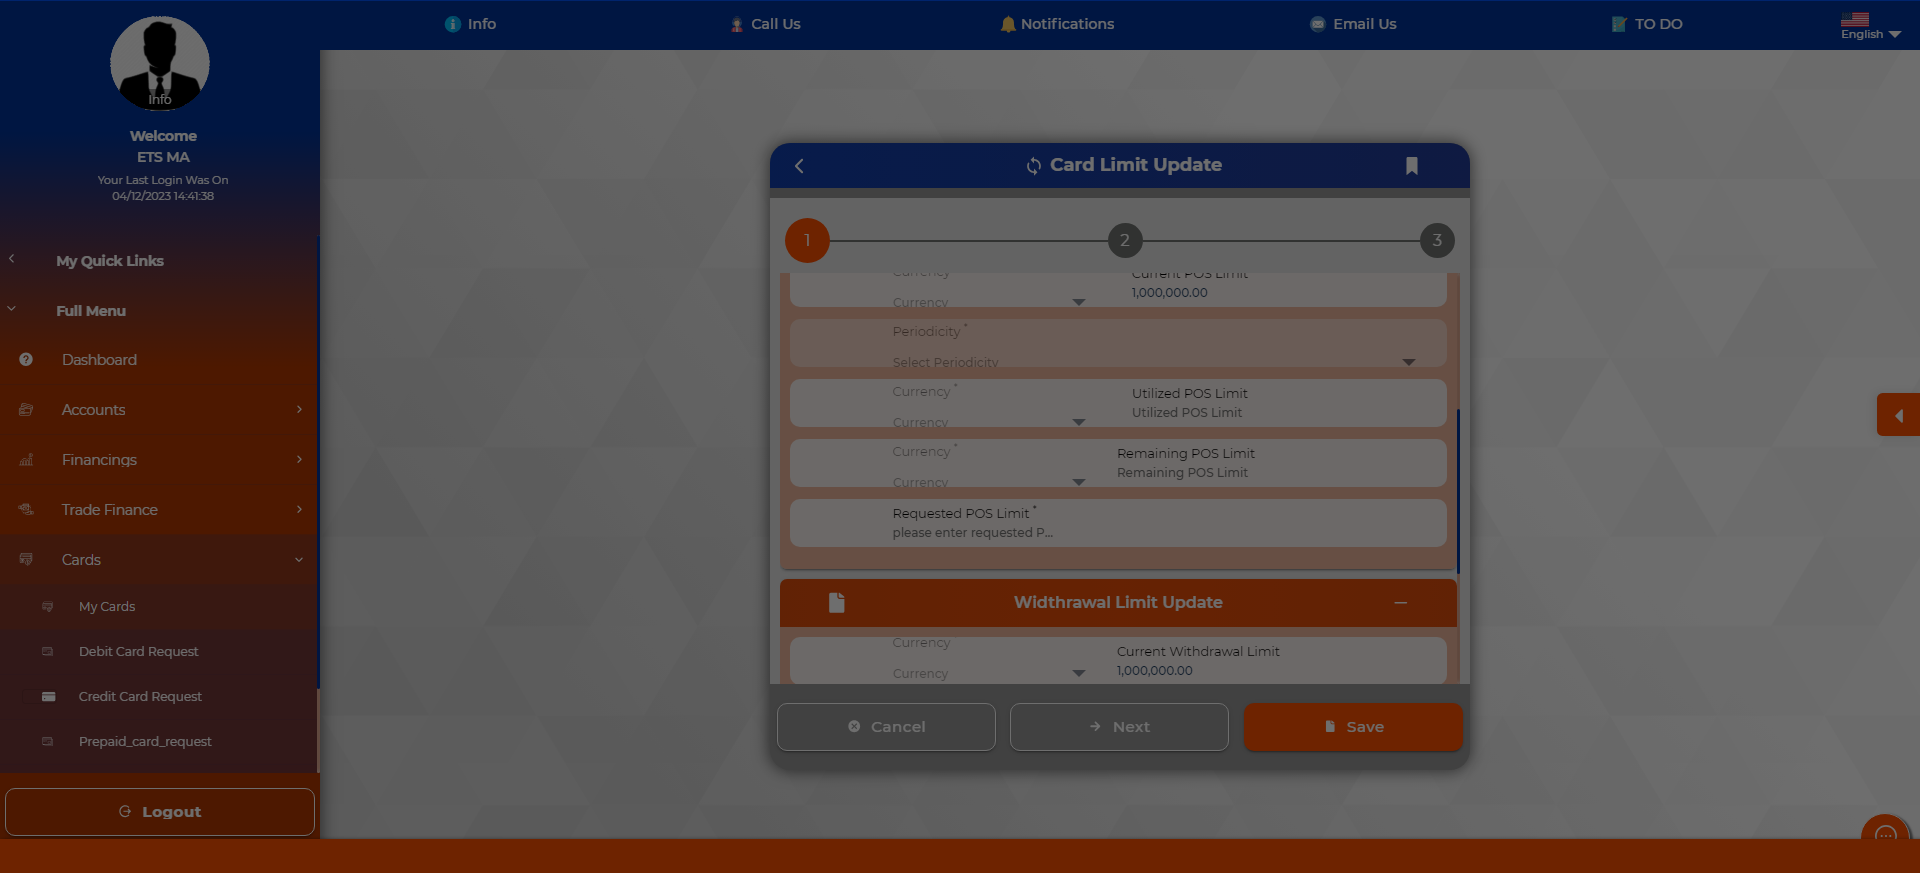 Info
Call Us
Notifications
Email Us
TO DO
English
Info
Welcome
ETS MA
Your Last Login Was On
04/12/2023 14:41:38
My Quick Links
Full Menu
Dashboard
Accounts
Financings
Trade Finance
Cards
My Cards
Debit Card Request
Credit Card Request
Prepaid_card_request
Logout
Card Limit Update
1
2
3
Currency
Current POS Limit
Currency
1,000,000.00
Periodicity *
Select Periodicity
Currency *
Utilized POS Limit
Currency
Utilized POS Limit
Currency *
Remaining POS Limit
Currency
Remaining POS Limit
Requested POS Limit *
please enter requested P...
Widthrawal Limit Update
Currency
Current Withdrawal Limit
Currency
1,000,000.00
Cancel
Next
Save